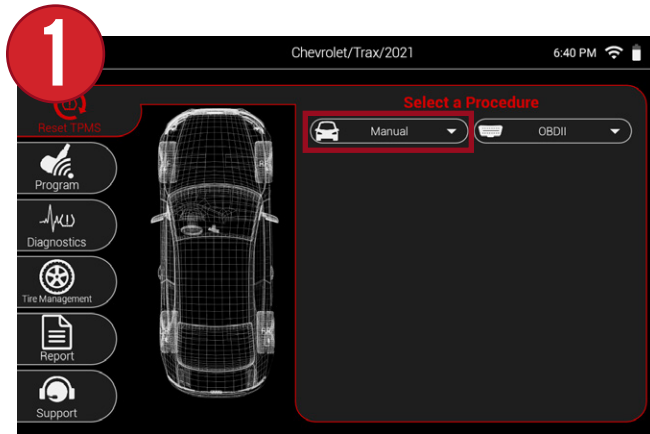 1
Chevrolet/Trax/2021
6:40 PM
Reset TPMS
Select a Procedure
Manual
OBDII
Program
Diagnostics
Tire Management
Report
Support